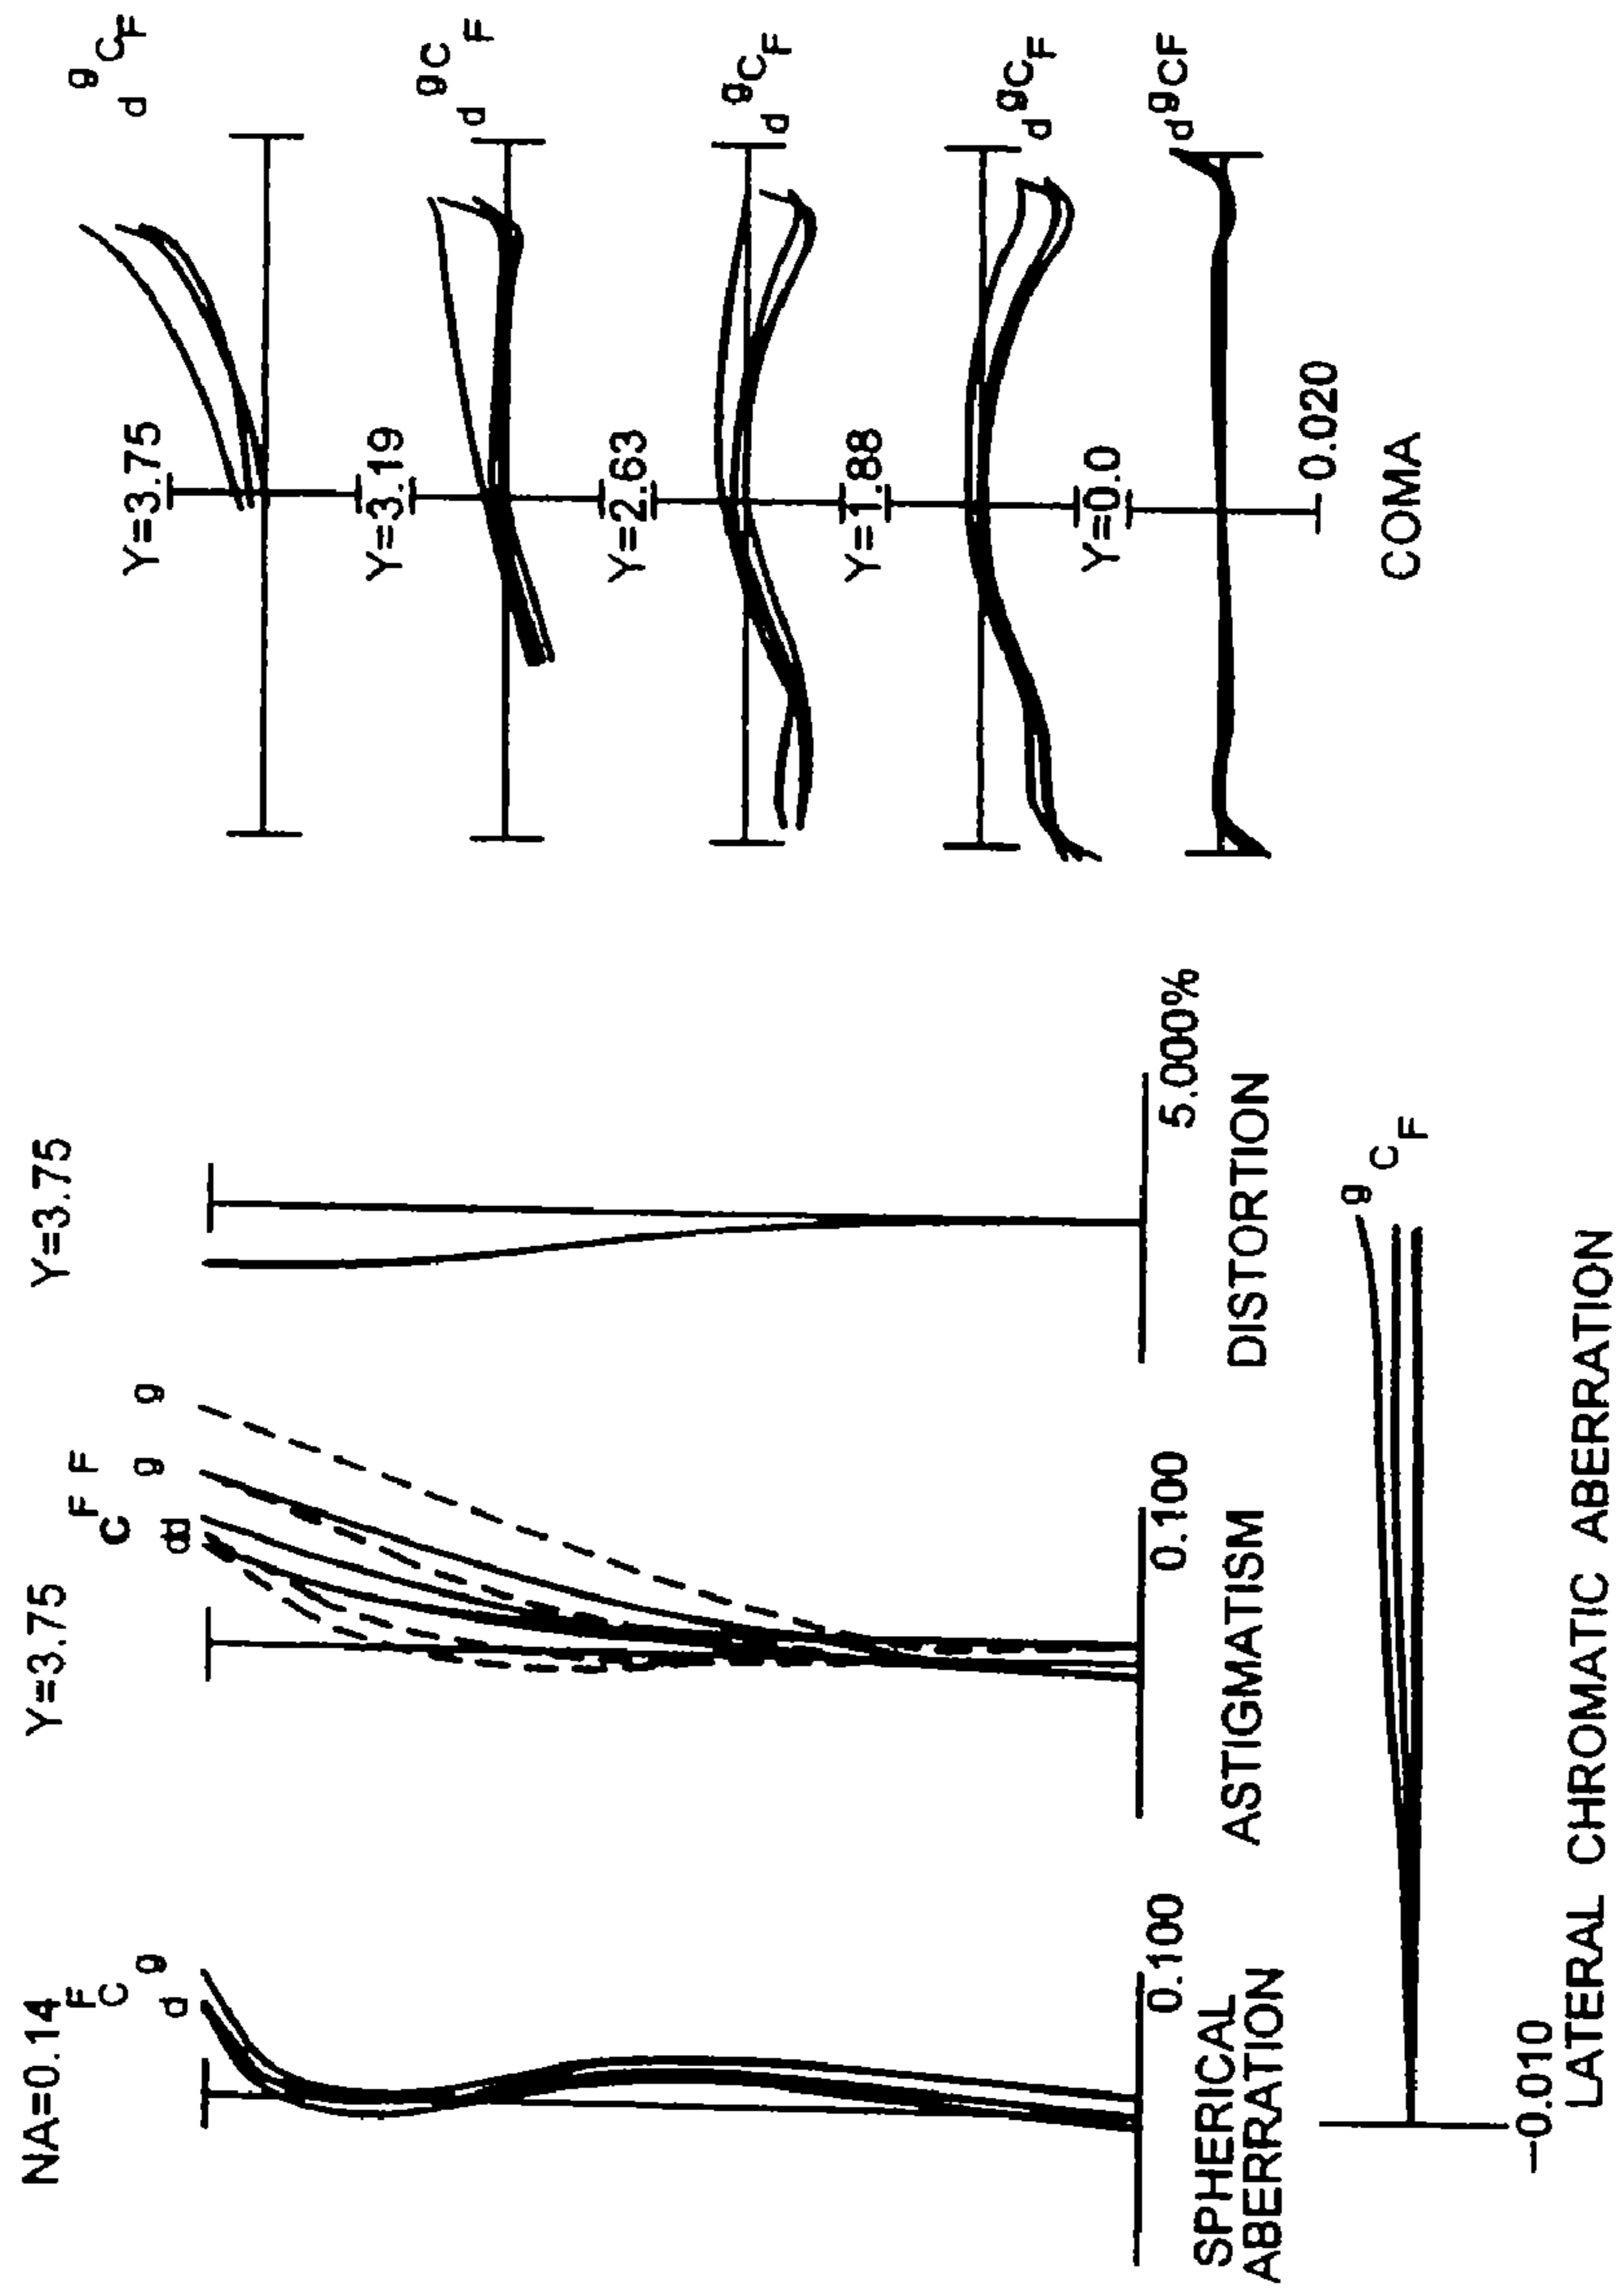 NA=0.14
F
C
d g
0.100
SPHERICAL
ABERRATION
Y=3.75
F F
C
dd g g
0.100
ASTIGMATISM
Y=3.75
5.000%
DISTORTION
g
C
F
-0.010
LATERAL CHROMATIC ABERRATION
Y=3.75
d g C F
Y=3.19
d g C F
Y=2.63
d g C F
Y=1.88
d g C F
Y=0.0
d g C F
0.020
COMA